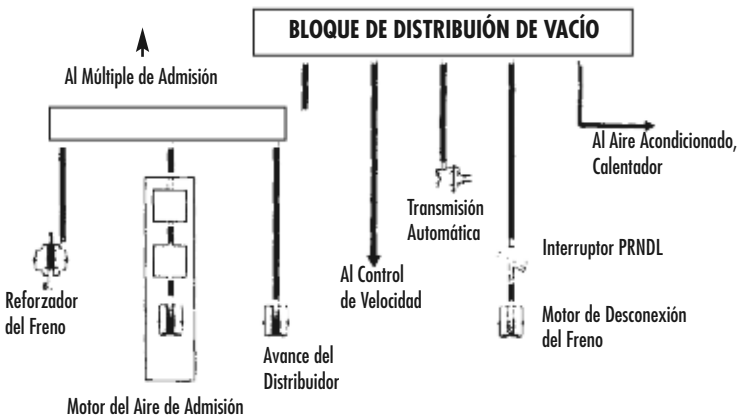 BLOQUE DE DISTRIBUIÓN DE VACÍO
Al Múltiple de Admisión
Al Aire Acondicionado,
Calentador
Transmisión
Automática
Interruptor PRNDL
Al Control
de Velocidad
Reforzador
del Freno
Motor de Desconexión
del Freno
Avance del
Distribuidor
Motor del Aire de Admisión